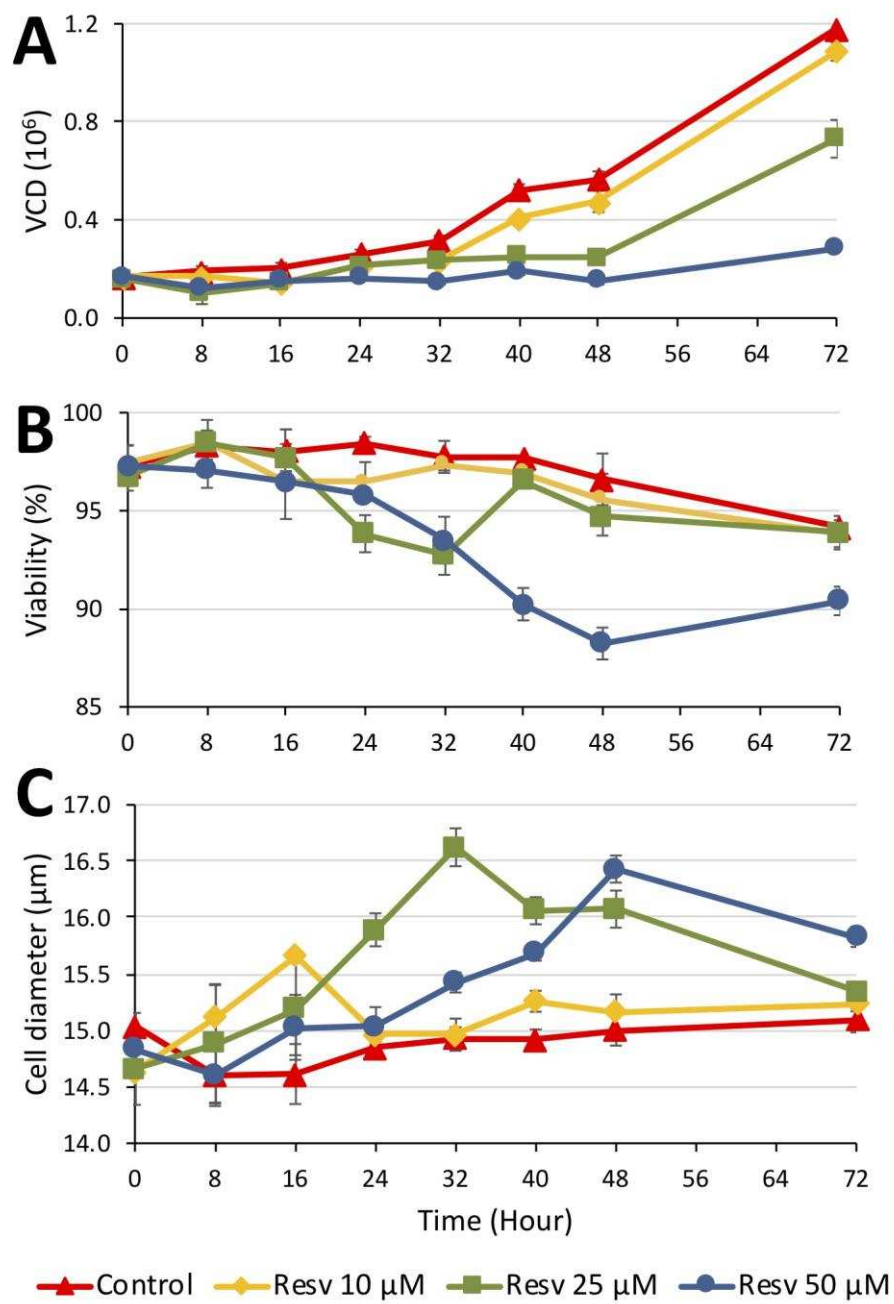 A
VCD (10⁶)
1.2
0.8
0.4
0.0
0 8 16 24 32 40 48 56 64 72
B
Viability (%)
100
95
90
85
0 8 16 24 32 40 48 56 64 72
C
Cell diameter (µm)
17.0
16.5
16.0
15.5
15.0
14.5
14.0
0 8 16 24 32 40 48 56 64 72
Time (Hour)
Control Resv 10 µM Resv 25 µM Resv 50 µM